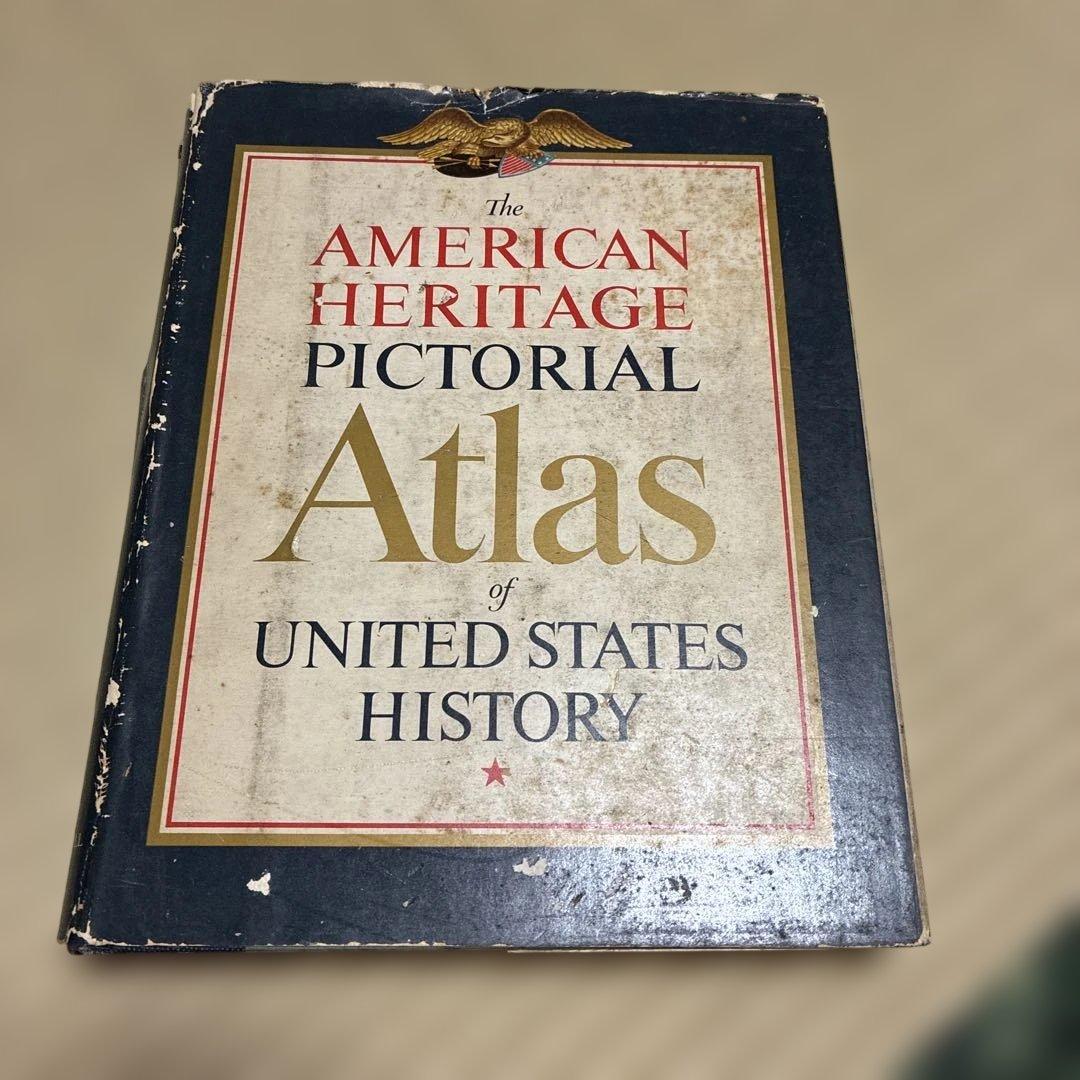 The
AMERICAN
HERITAGE
PICTORIAL
Atlas
of
UNITED STATES
HISTORY